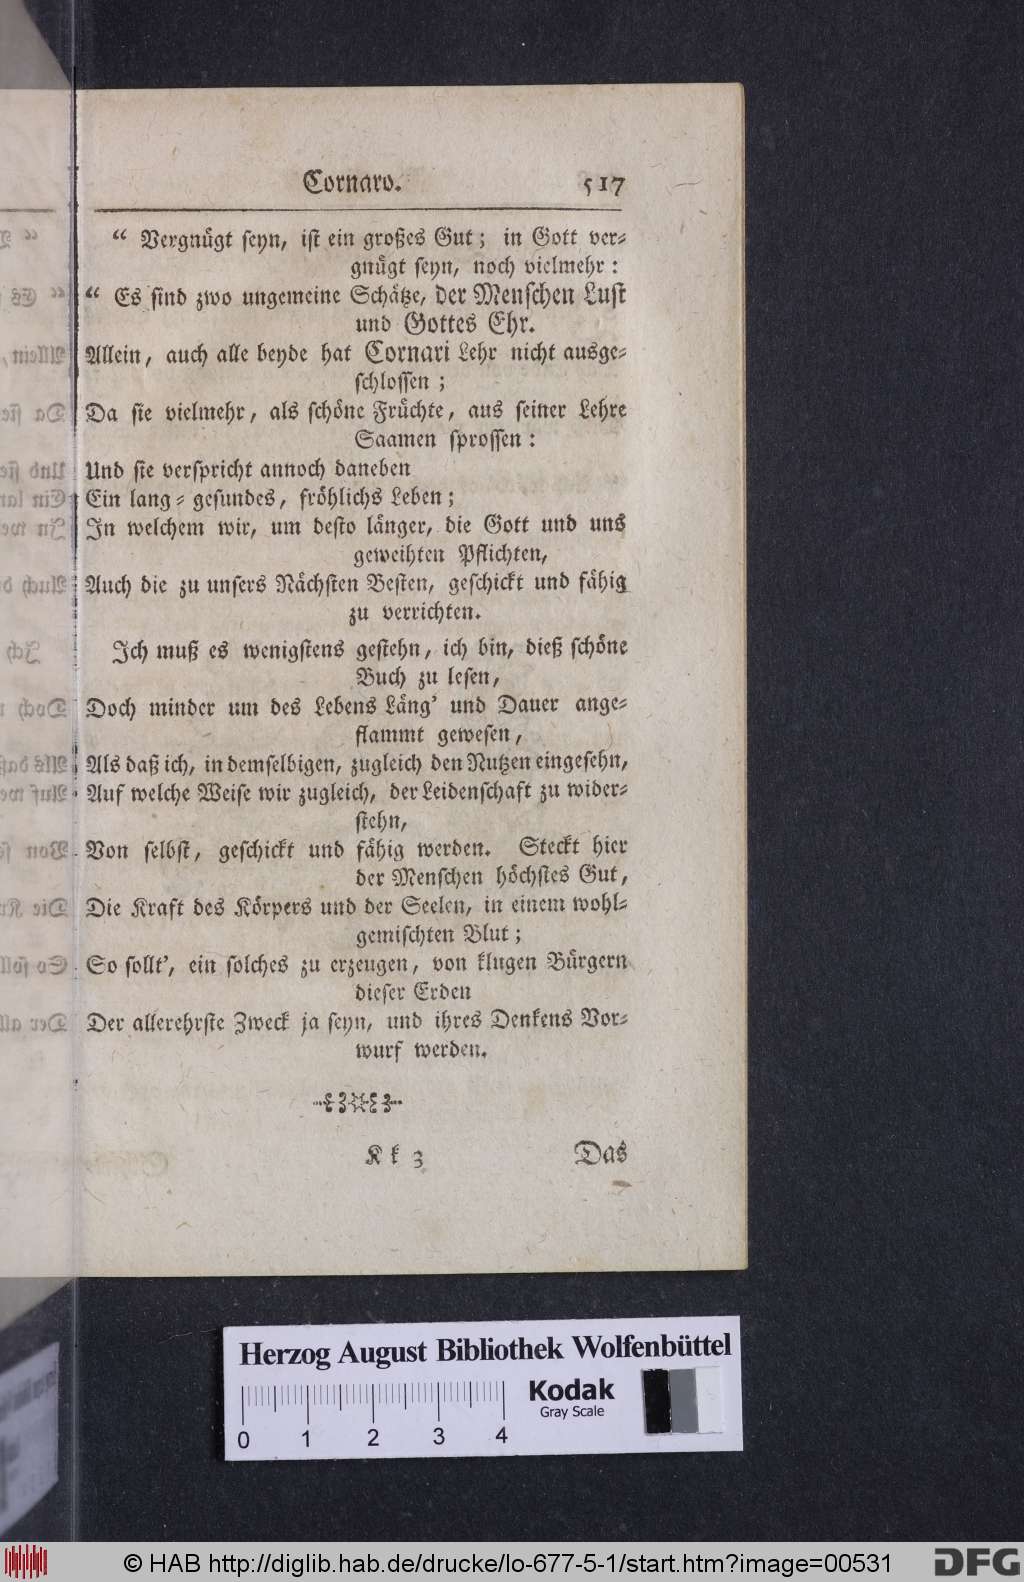 Cornaro. 517
“ Vergnügt seyn, ist ein großes Gut; in Gott ver-
gnügt seyn, noch vielmehr:
“ Es sind zwo ungemeine Schätze, der Menschen Lust
und Gottes Ehr.
Allein, auch alle beyde hat Cornari Lehr nicht ausge-
schlossen;
Da sie vielmehr, als schöne Früchte, aus seiner Lehre
Saamen sprossen:
Und sie verspricht annoch daneben
Ein lang-gesundes, fröhlichs Leben;
In welchem wir, um desto länger, die Gott und uns
geweihten Pflichten,
Auch die zu unsers Nächsten Besten, geschickt und fähig
zu verrichten.
Ich muß es wenigstens gestehn, ich bin, dieß schöne
Buch zu lesen,
Doch minder um des Lebens Läng’ und Dauer ange-
flammt gewesen,
Als daß ich, in demselbigen, zugleich den Nutzen eingesehn,
Auf welche Weise wir zugleich, der Leidenschaft zu wider-
stehn,
Von selbst, geschickt und fähig werden. Steckt hier
der Menschen höchstes Gut,
Die Kraft des Körpers und der Seelen, in einem wohl-
gemischten Blut;
So sollt’, ein solches zu erzeugen, von klugen Bürgern
dieser Erden
Der allerehrste Zweck ja seyn, und ihres Denkens Vor-
wurf werden.
Kk 3 Das
Herzog August Bibliothek Wolfenbüttel
Kodak
Gray Scale
0 1 2 3 4
© HAB http://diglib.hab.de/drucke/lo-677-5-1/start.htm?image=00531 DFG